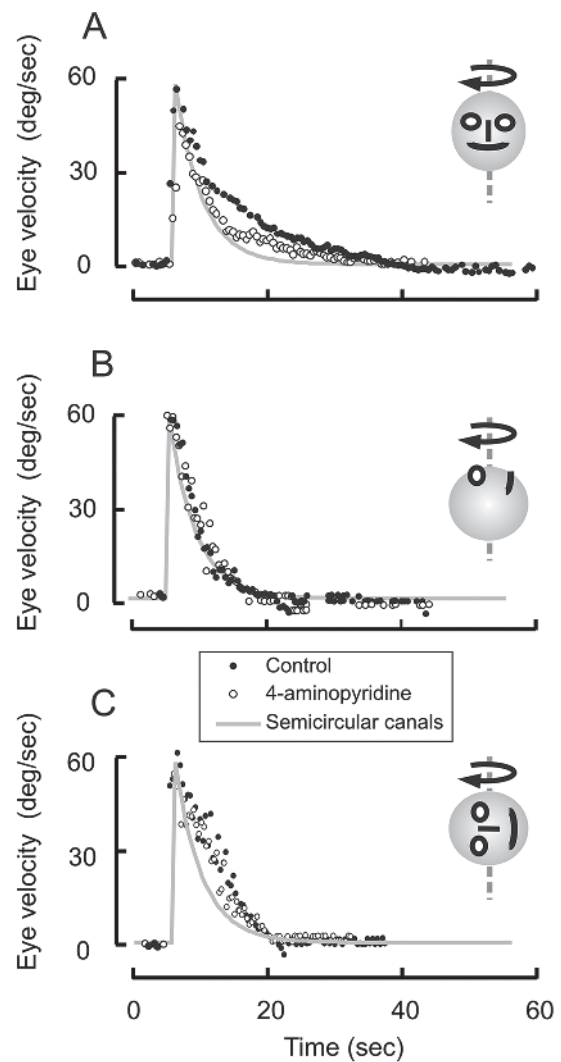 A
Eye velocity (deg/sec)
60
30
0
B
Eye velocity (deg/sec)
60
30
0
Control
4-aminopyridine
Semicircular canals
C
Eye velocity (deg/sec)
60
30
0
0 20 40 60
Time (sec)